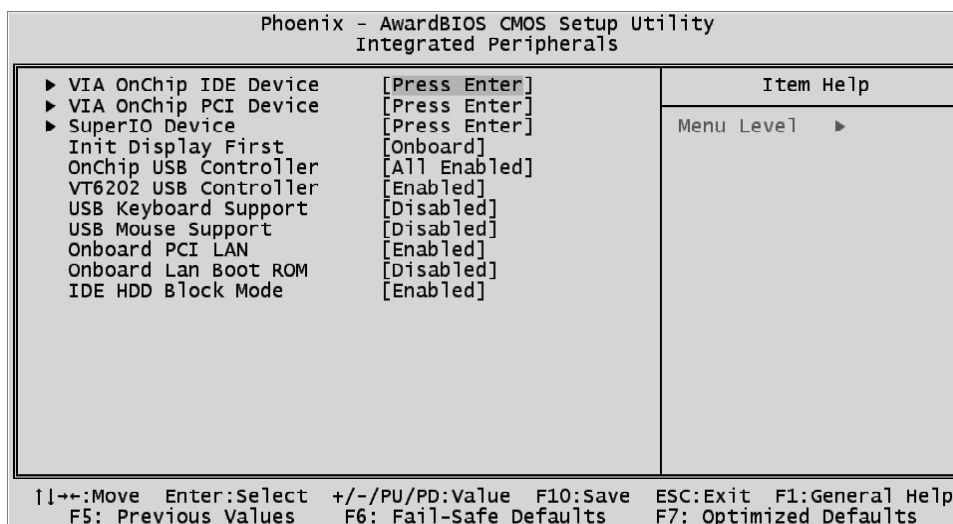 Phoenix - AwardBIOS CMOS Setup Utility
Integrated Peripherals
▶ VIA OnChip IDE Device [Press Enter]
▶ VIA OnChip PCI Device [Press Enter]
▶ SuperIO Device [Press Enter]
Init Display First [Onboard]
OnChip USB Controller [All Enabled]
VT6202 USB Controller [Enabled]
USB Keyboard Support [Disabled]
USB Mouse Support [Disabled]
Onboard PCI LAN [Enabled]
Onboard Lan Boot ROM [Disabled]
IDE HDD Block Mode [Enabled]
Item Help
Menu Level ▶
↑↓→←:Move Enter:Select +/-/PU/PD:Value F10:Save ESC:Exit F1:General Help
F5: Previous Values F6: Fail-Safe Defaults F7: Optimized Defaults